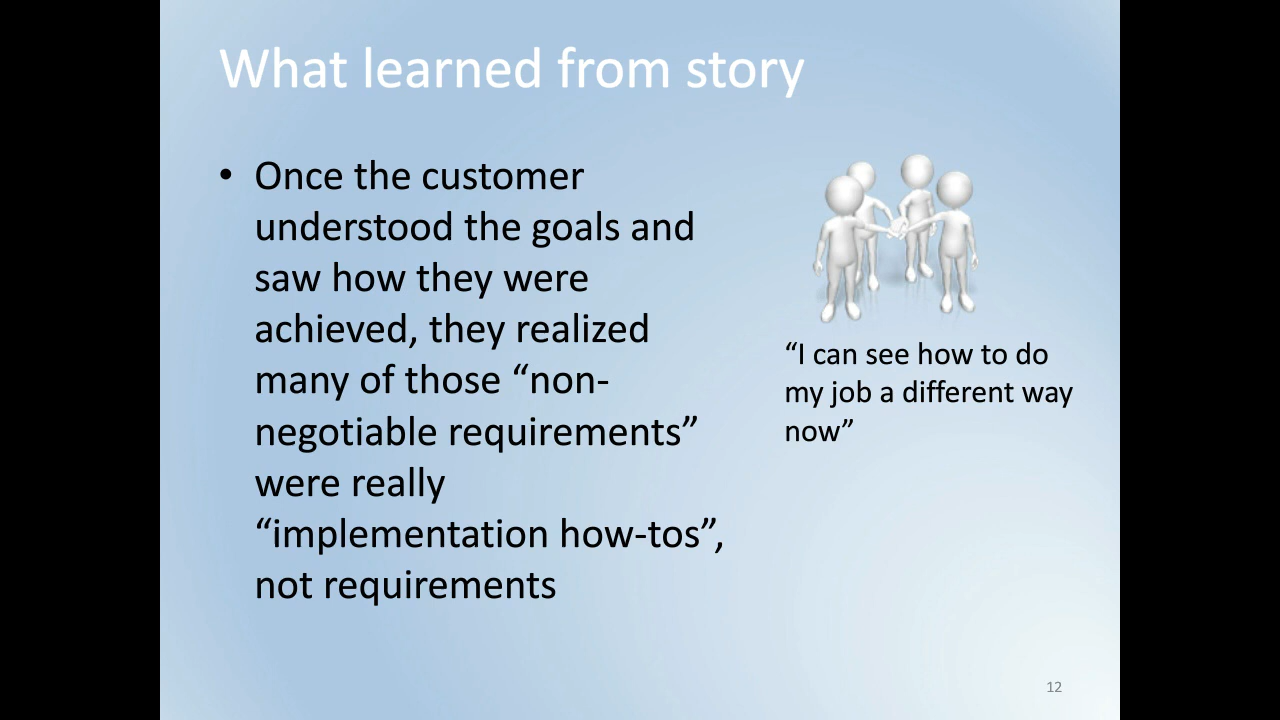 What learned from story
• Once the customer
understood the goals and
saw how they were
achieved, they realized
many of those “non-
negotiable requirements”
were really
“implementation how-tos”,
not requirements
“I can see how to do
my job a different way
now”
12